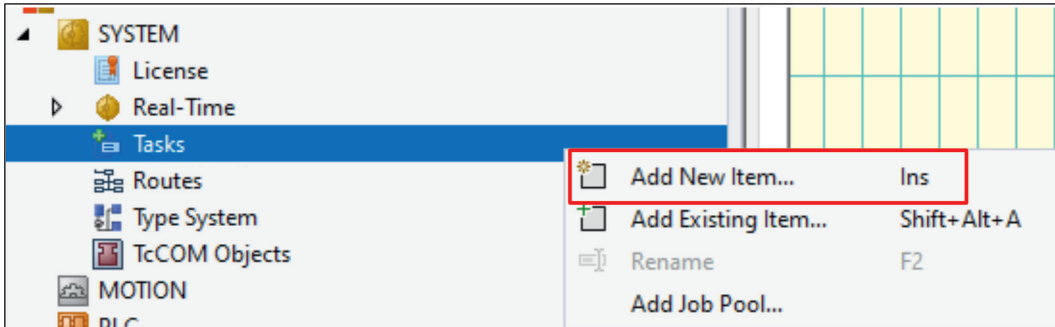 SYSTEM
License
Real-Time
Tasks
Routes
Type System
TcCOM Objects
MOTION
PLC
Add New Item... Ins
Add Existing Item... Shift+Alt+A
Rename F2
Add Job Pool...